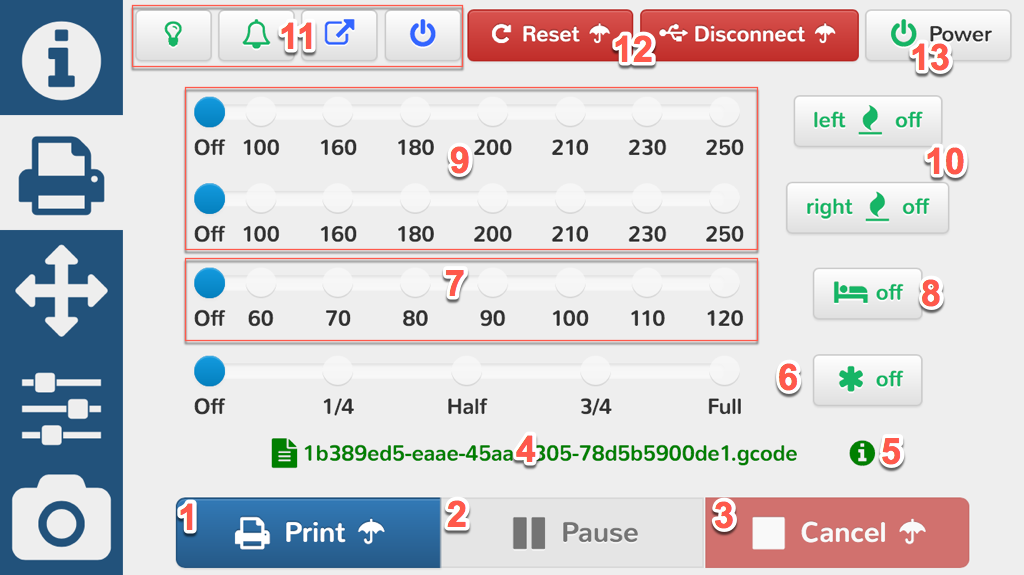 11 Reset 12 Disconnect Power 13
Off 100 160 180 200 210 230 250 left off
9 10
Off 100 160 180 200 210 230 250 right off
7 off 8
Off 60 70 80 90 100 110 120
6 off
Off 1/4 Half 3/4 Full
1b389ed5-eaae-45aa 4 305-78d5b5900de1.gcode 5
1 Print 2 Pause 3 Cancel